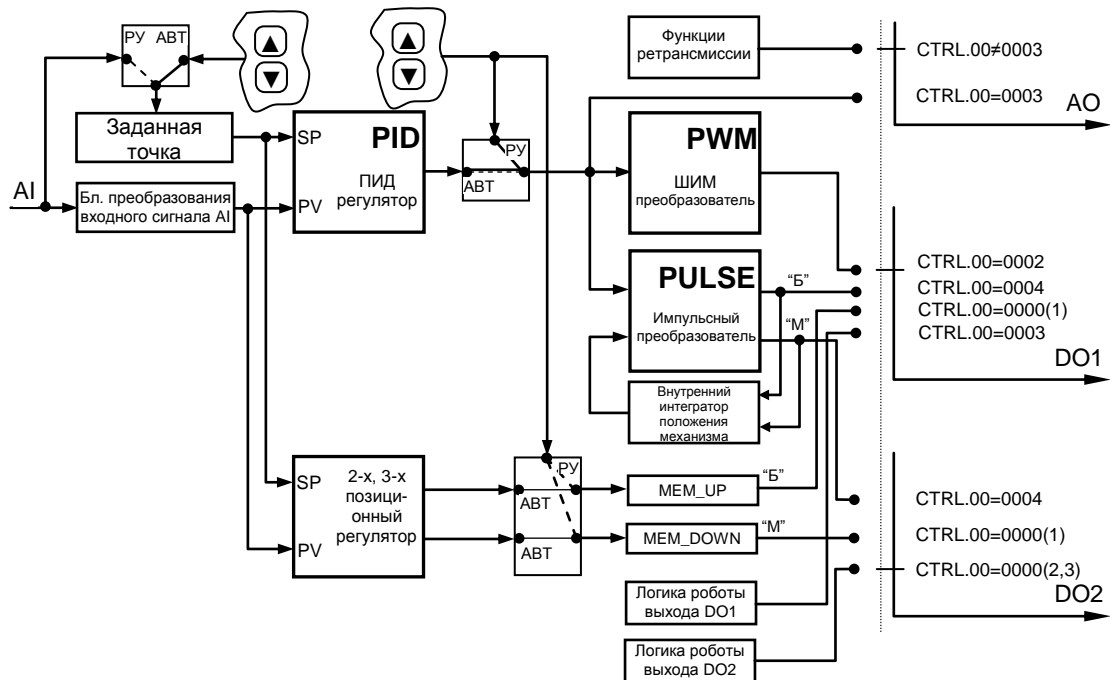 РУ АВТ
Функции
ретрансмиссии
CTRL.00≠0003
CTRL.00=0003
AO
Заданная
точка
AI
Бл. преобразования
входного сигнала AI
SP
PID
ПИД
регулятор
PV
РУ
АВТ
PWM
ШИМ
преобразователь
PULSE
Импульсный
преобразователь
“Б”
“М”
CTRL.00=0002
CTRL.00=0004
CTRL.00=0000(1)
CTRL.00=0003
DO1
Внутренний
интегратор
положения
механизма
SP
2-х, 3-х
позици-
онный
регулятор
PV
РУ
АВТ
АВТ
MEM_UP
“Б”
MEM_DOWN
“М”
CTRL.00=0004
CTRL.00=0000(1)
CTRL.00=0000(2,3)
DO2
Логика роботы
выхода DO1
Логика роботы
выхода DO2